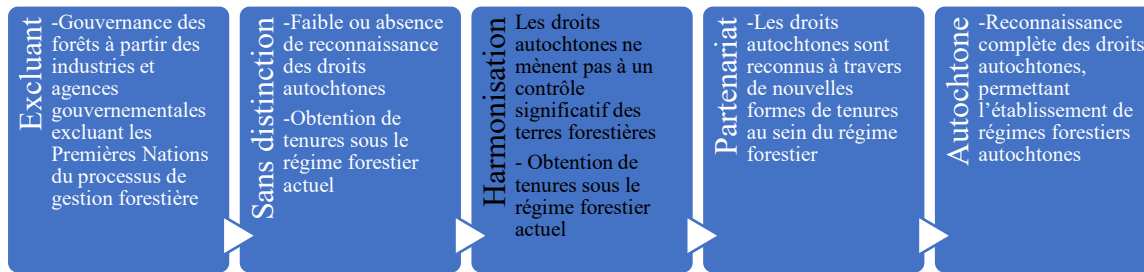 Excluant
-Gouvernance des
forêts à partir des
industries et
agences
gouvernementales
excluant les
Premières Nations
du processus de
gestion forestière
Sans distinction
-Faible ou absence
de reconnaissance
des droits
autochtones
-Obtention de
tenures sous le
régime forestier
actuel
Harmonisation
Les droits
autochtones ne
mènent pas à un
contrôle
significatif des
terres forestières
- Obtention de
tenures sous le
régime forestier
actuel
Partenariat
-Les droits
autochtones sont
reconnus à travers
de nouvelles
formes de tenures
au sein du régime
forestier
Autochtone
-Reconnaissance
complète des droits
autochtones,
permettant
l'établissement de
régimes forestiers
autochtones